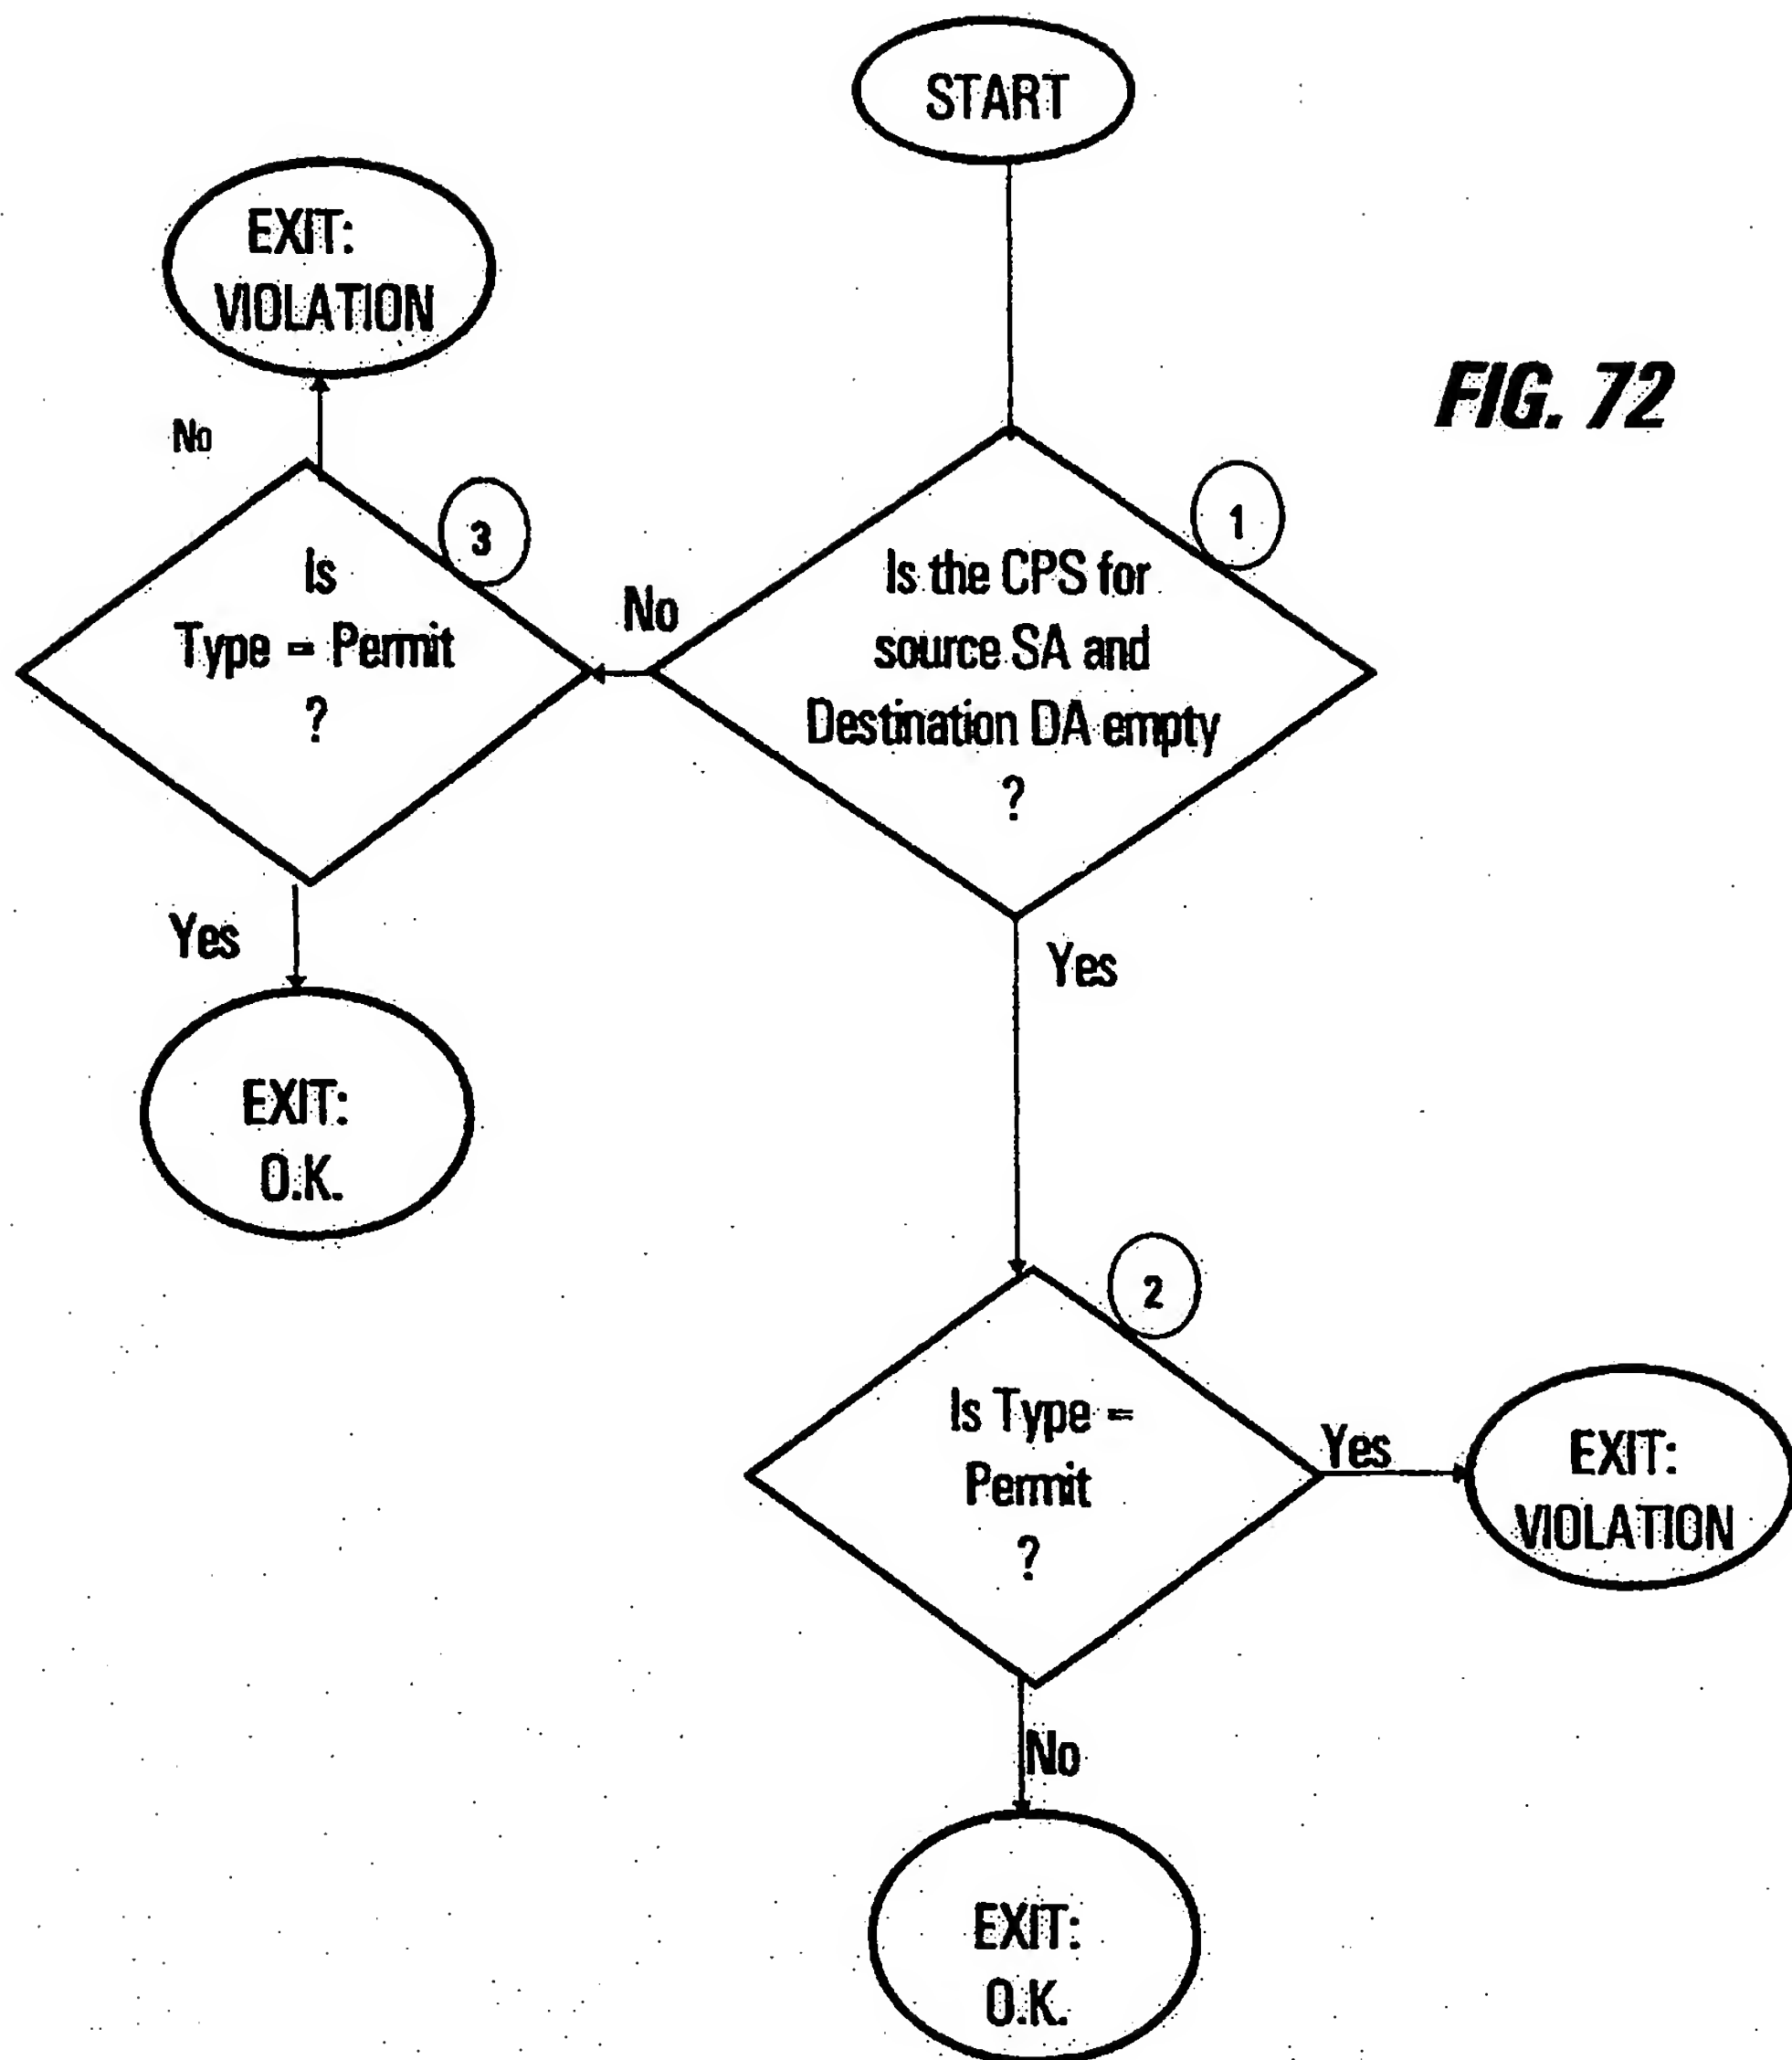 START
EXIT:
VIOLATION
FIG. 72
No
3
1
Is
Type = Permit
?
No
Is the CPS for
source SA and
Destination DA empty
?
Yes
Yes
EXIT:
O.K.
2
Is Type =
Permit
?
Yes
EXIT:
VIOLATION
No
EXIT:
O.K.